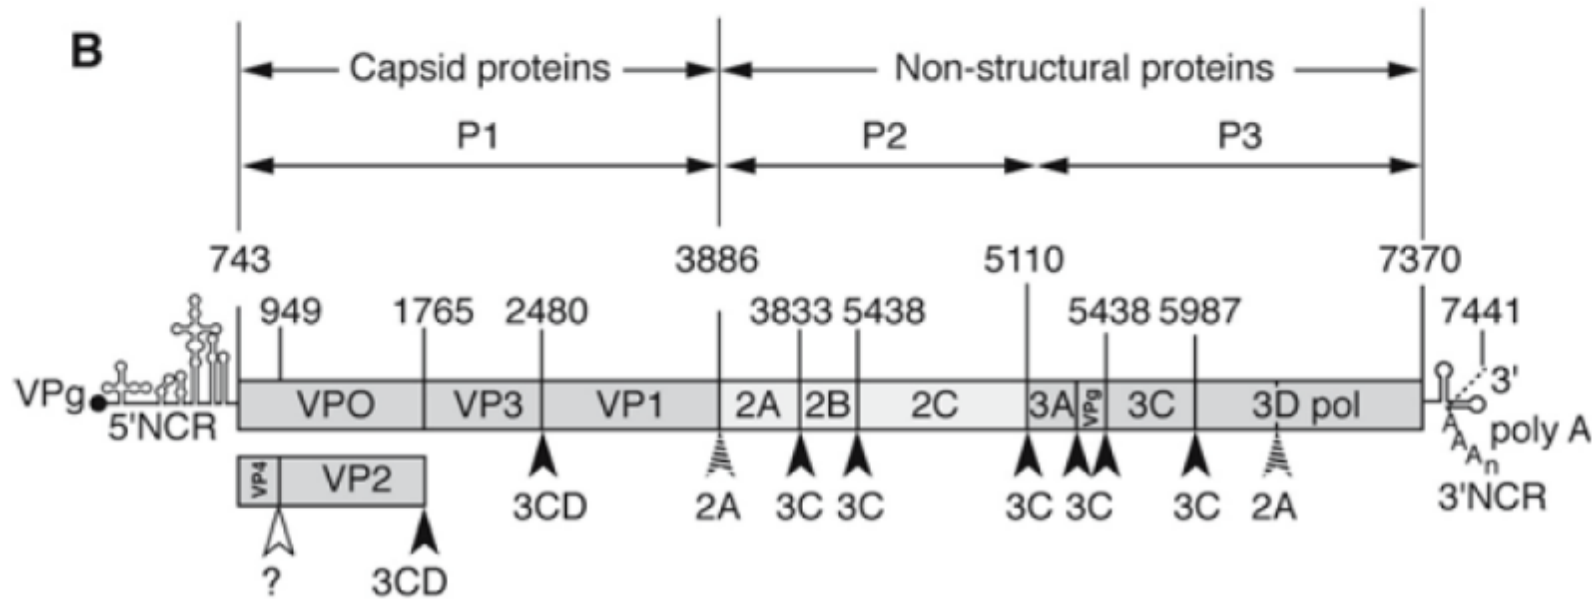 B
Capsid proteins Non-structural proteins
P1 P2 P3
743 3886 5110 7370
949 1765 2480 3833 5438 5438 5987 7441
VPg 5'NCR VPO VP3 VP1 2A 2B 2C 3A VPg 3C 3D pol 3'
poly A
A A A n
3'NCR
VP4 VP2
3CD 2A 3C 3C 3C 3C 3C 2A
? 3CD